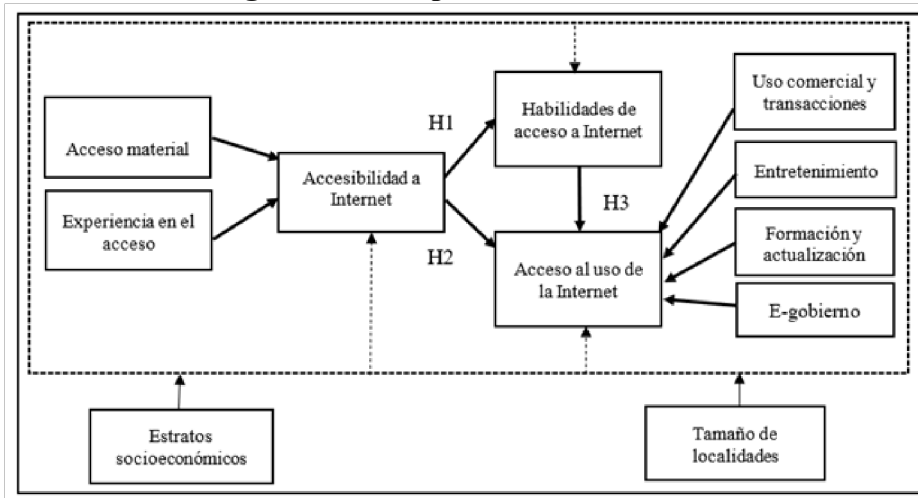 Acceso material
Experiencia en el
acceso
Accesibilidad a
Internet
H1
H2
Habilidades de
acceso a Internet
H3
Acceso al uso de
la Internet
Uso comercial y
transacciones
Entretenimiento
Formación y
actualización
E-gobierno
Estratos
socioeconómicos
Tamaño de
localidades